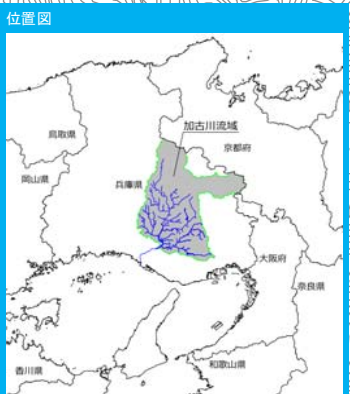 位置図
加古川流域
鳥取県
京都府
岡山県
兵庫県
大阪府
奈良県
香川県
和歌山県